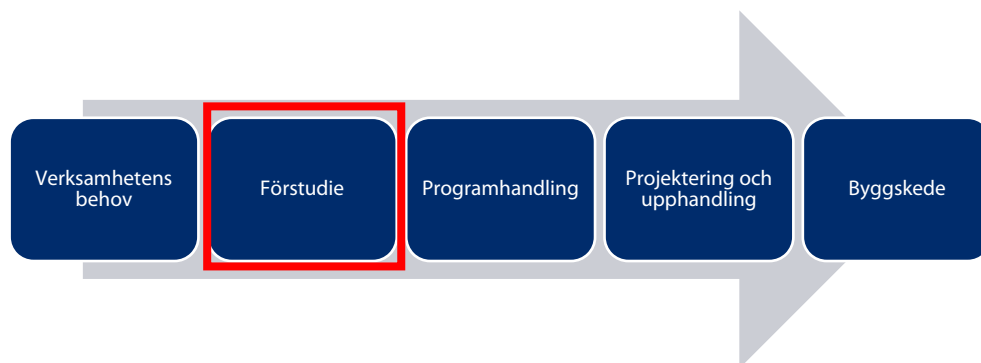 Verksamhetens
behov
Förstudie
Programhandling
Projektering och
upphandling
Byggskede